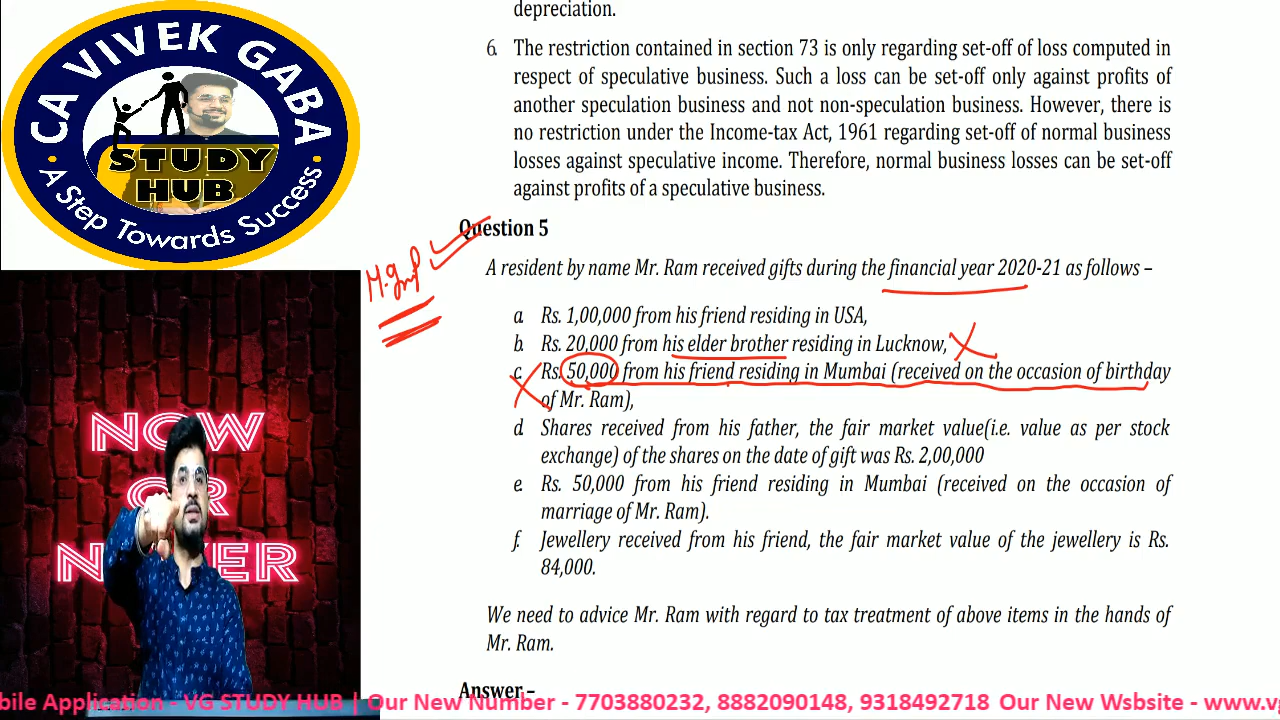 CA VIVEK GABA
STUDY
HUB
• A Step Towards Success •
NOW
OR
N VER
depreciation.
6. The restriction contained in section 73 is only regarding set-off of loss computed in
respect of speculative business. Such a loss can be set-off only against profits of
another speculation business and not non-speculation business. However, there is
no restriction under the Income-tax Act, 1961 regarding set-off of normal business
losses against speculative income. Therefore, normal business losses can be set-off
against profits of a speculative business.
Question 5
A resident by name Mr. Ram received gifts during the financial year 2020-21 as follows –
a. Rs. 1,00,000 from his friend residing in USA,
b. Rs. 20,000 from his elder brother residing in Lucknow,
c. Rs. 50,000 from his friend residing in Mumbai (received on the occasion of birthday
of Mr. Ram),
d. Shares received from his father, the fair market value(i.e. value as per stock
exchange) of the shares on the date of gift was Rs. 2,00,000
e. Rs. 50,000 from his friend residing in Mumbai (received on the occasion of
marriage of Mr. Ram).
f. Jewellery received from his friend, the fair market value of the jewellery is Rs.
84,000.
We need to advice Mr. Ram with regard to tax treatment of above items in the hands of
Mr. Ram.
Answer –
bile Application - VG STUDY HUB | Our New Number - 7703880232, 8882090148, 9318492718 Our New Wsbsite - www.v